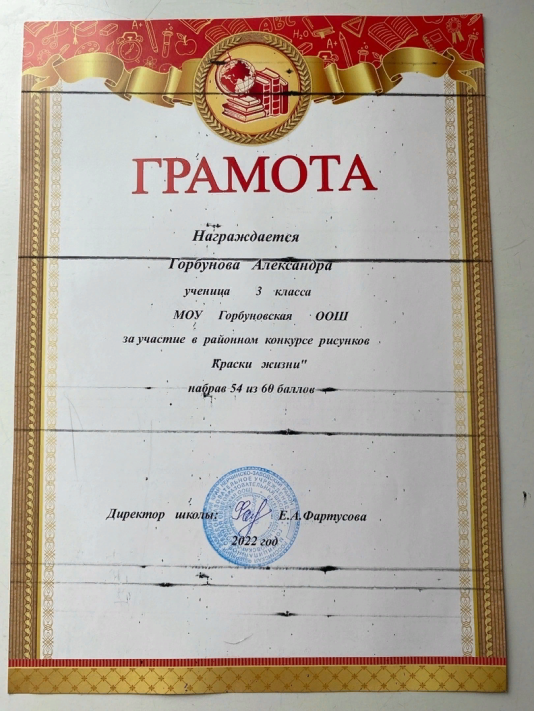 ГРАМОТА
Награждается
Горбунова Александра
ученица 3 класса
МОУ Горбуновская ООШ
за участие в районном конкурсе рисунков
Краски жизни"
набрав 54 из 60 баллов
Директор школы: Е.А.Фартусова
2022 год